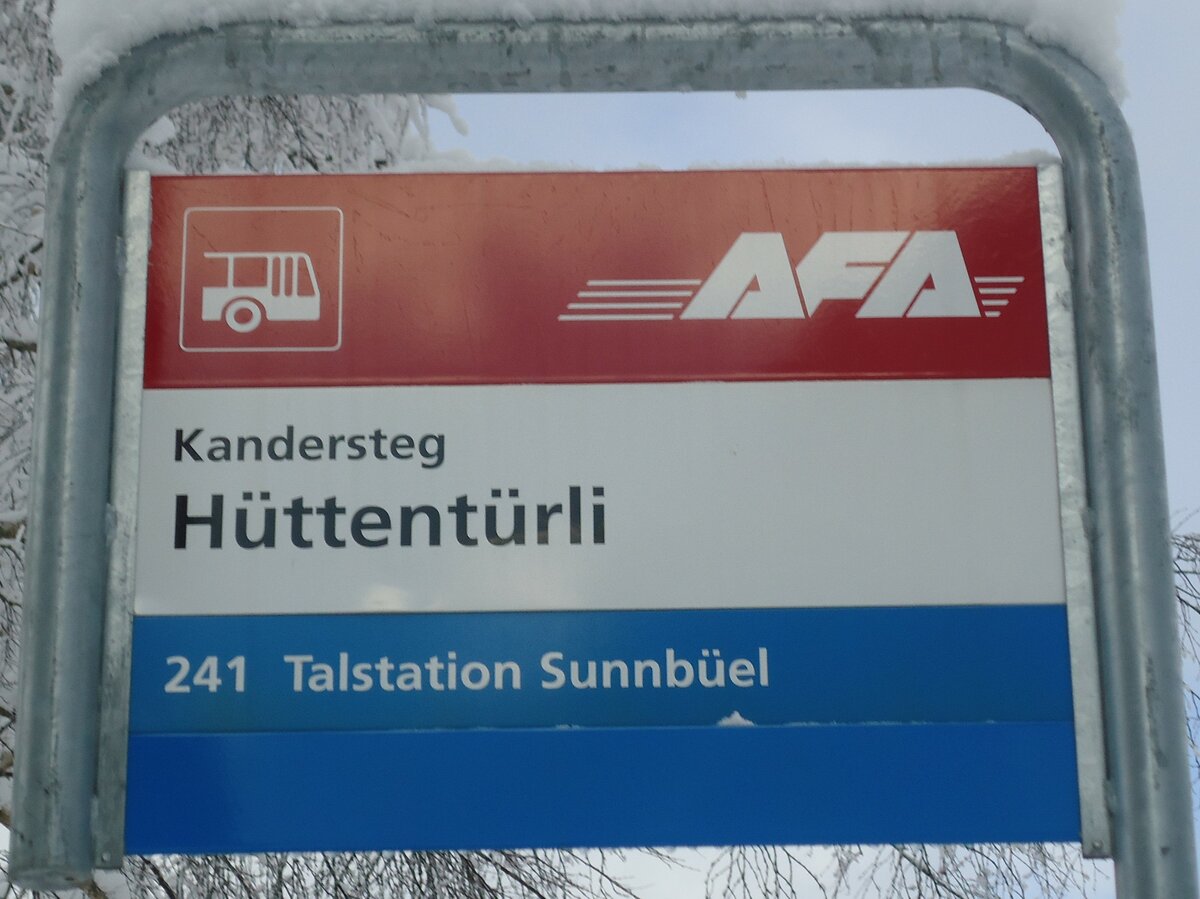 AFA
Kandersteg
Hüttentürli
241 Talstation Sunnbüel